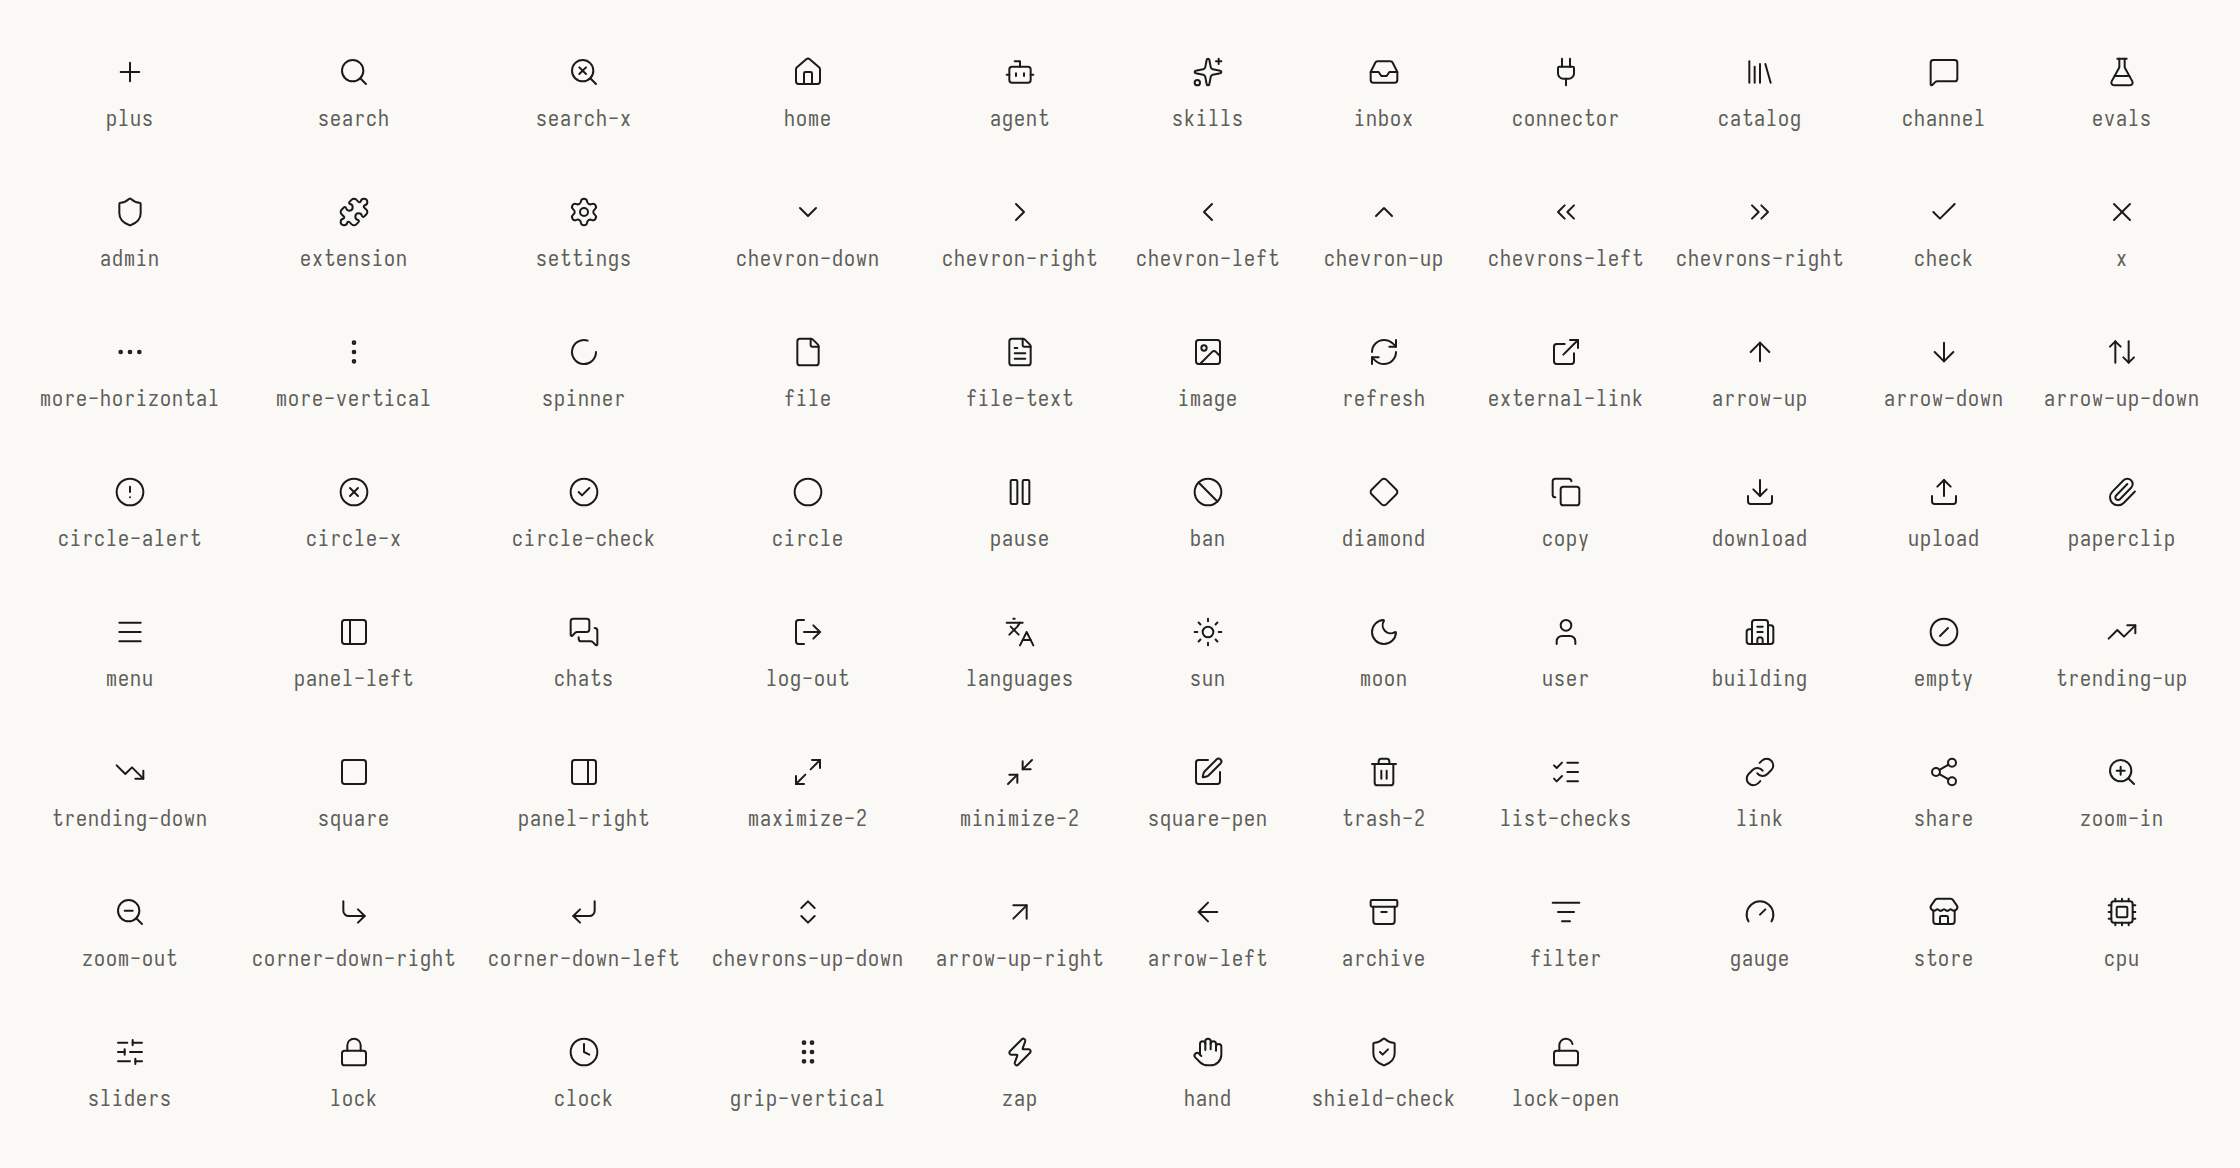 plus search search-x home agent skills inbox connector catalog channel evals
admin extension settings chevron-down chevron-right chevron-left chevron-up chevrons-left chevrons-right check x
more-horizontal more-vertical spinner file file-text image refresh external-link arrow-up arrow-down arrow-up-down
circle-alert circle-x circle-check circle pause ban diamond copy download upload paperclip
menu panel-left chats log-out languages sun moon user building empty trending-up
trending-down square panel-right maximize-2 minimize-2 square-pen trash-2 list-checks link share zoom-in
zoom-out corner-down-right corner-down-left chevrons-up-down arrow-up-right arrow-left archive filter gauge store cpu
sliders lock clock grip-vertical zap hand shield-check lock-open